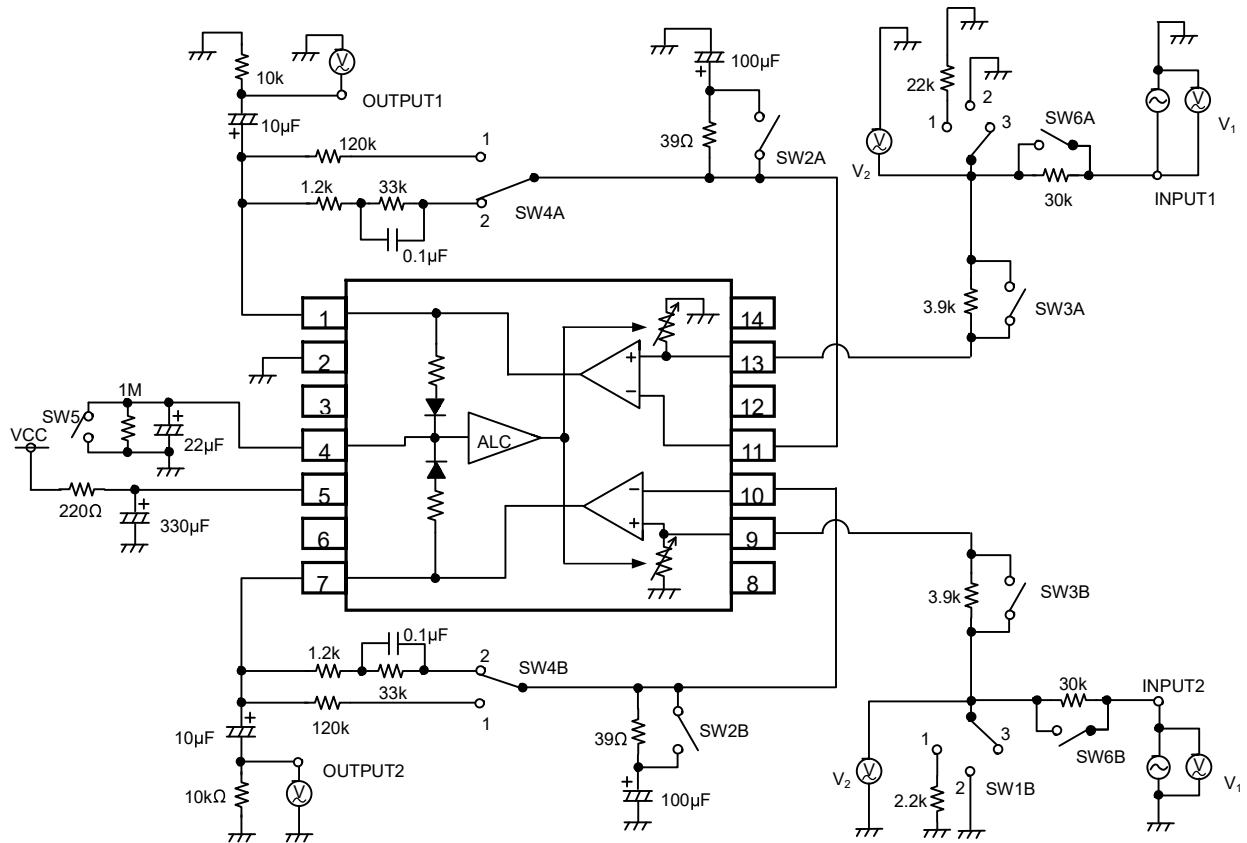 10k
V
OUTPUT1
10µF
+
120k
1
1.2k
33k
2
SW4A
0.1µF
100µF
+
39Ω
SW2A
V
V₂
22k
1
2
3
SW6A
30k
V
V₁
INPUT1
3.9k
SW3A
1
2
3
4
5
6
7
14
13
12
11
10
9
8
+
−
ALC
−
+
1M
SW5
+
22µF
VCC
220Ω
+
330µF
1.2k
0.1µF
33k
2
SW4B
1
120k
+
10µF
OUTPUT2
V
10kΩ
39Ω
SW2B
+
100µF
3.9k
SW3B
30k
INPUT2
SW6B
V
V₂
1
3
2
SW1B
2.2k
V
V₁